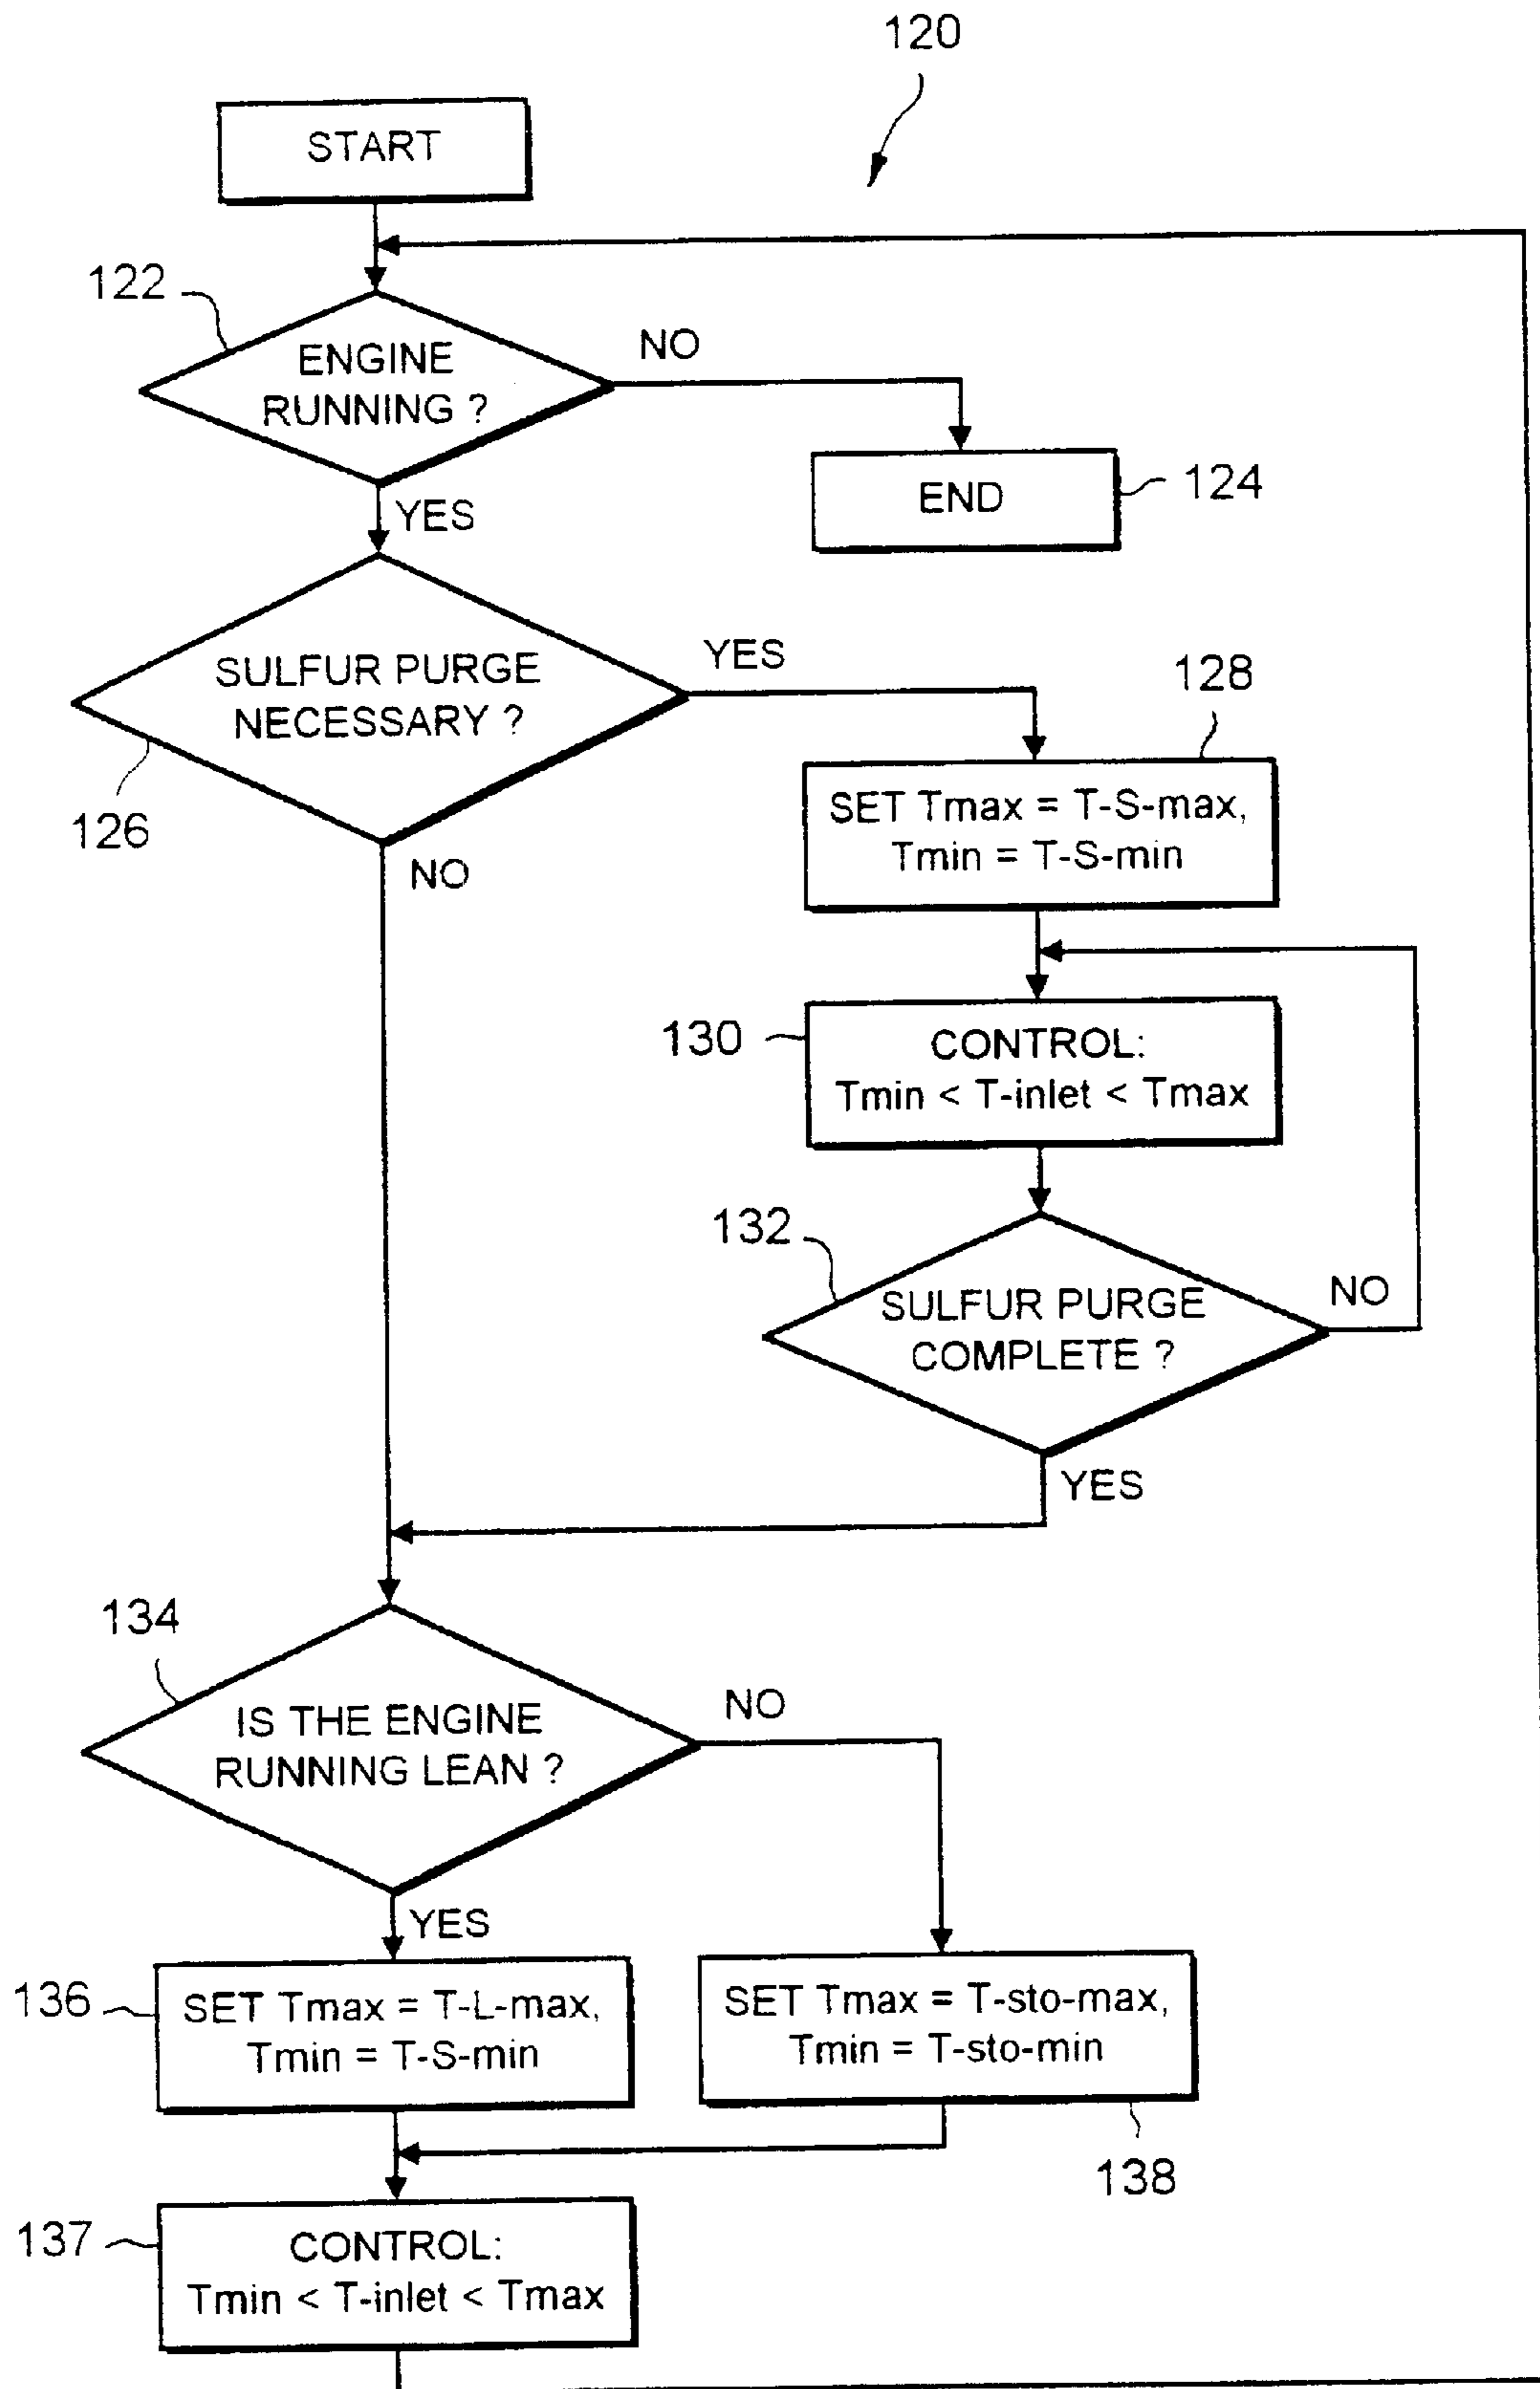 120
START
122
ENGINE
RUNNING ?
NO
END
124
YES
SULFUR PURGE
NECESSARY ?
YES
126
NO
128
SET Tmax = T-S-max,
Tmin = T-S-min
130
CONTROL:
Tmin < T-inlet < Tmax
132
SULFUR PURGE
COMPLETE ?
NO
YES
134
IS THE ENGINE
RUNNING LEAN ?
NO
YES
136
SET Tmax = T-L-max,
Tmin = T-S-min
SET Tmax = T-sto-max,
Tmin = T-sto-min
138
137
CONTROL:
Tmin < T-inlet < Tmax